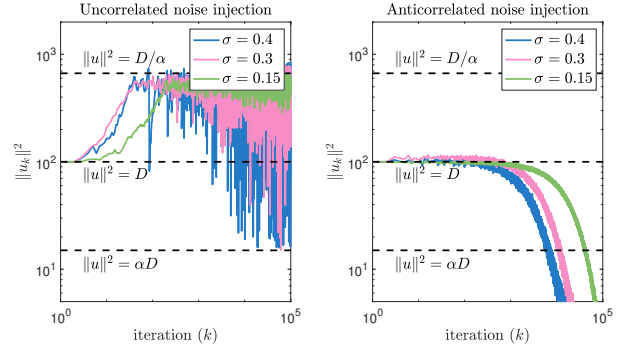 Uncorrelated noise injection
10³
‖u‖² = D/α
σ = 0.4
σ = 0.3
σ = 0.15
‖uₖ‖²
10²
‖u‖² = D
‖u‖² = αD
10¹
10⁰
10⁵
iteration (k)
Anticorrelated noise injection
10³
‖u‖² = D/α
σ = 0.4
σ = 0.3
σ = 0.15
‖uₖ‖²
10²
‖u‖² = D
‖u‖² = αD
10¹
10⁰
10⁵
iteration (k)